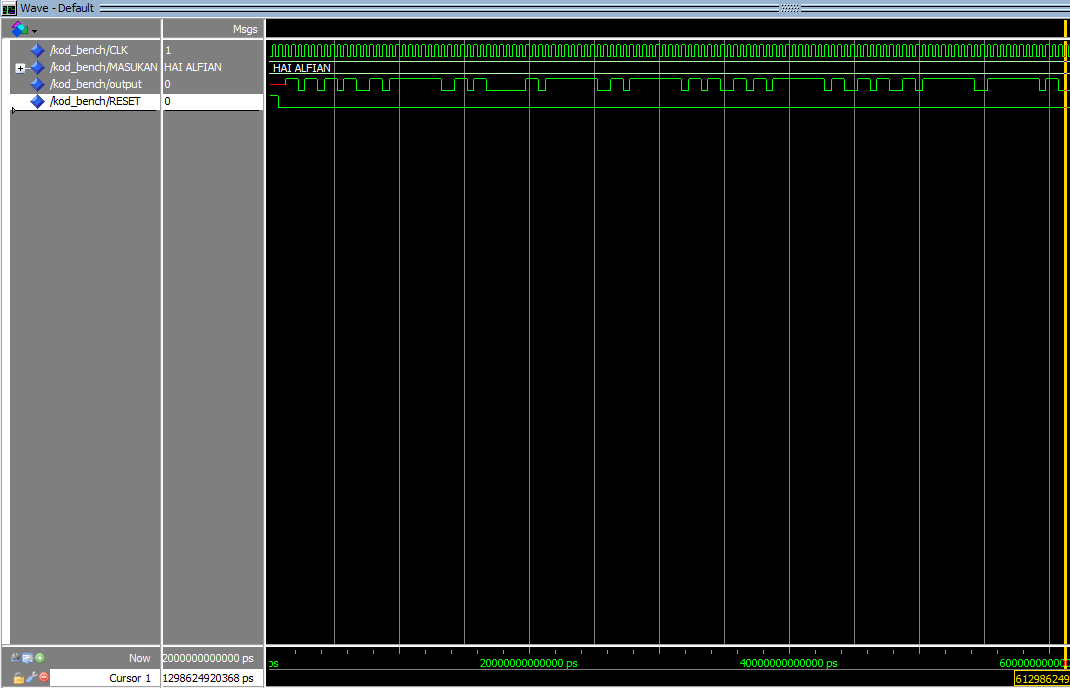 Wave - Default
Msgs
/kod_bench/CLK 1
/kod_bench/MASUKAN HAI ALFIAN HAI ALFIAN
/kod_bench/output 0
/kod_bench/RESET 0
Now 2000000000000 ps ps 20000000000000 ps 40000000000000 ps 6000000000000
Cursor 1 1298624920368 ps 612986249